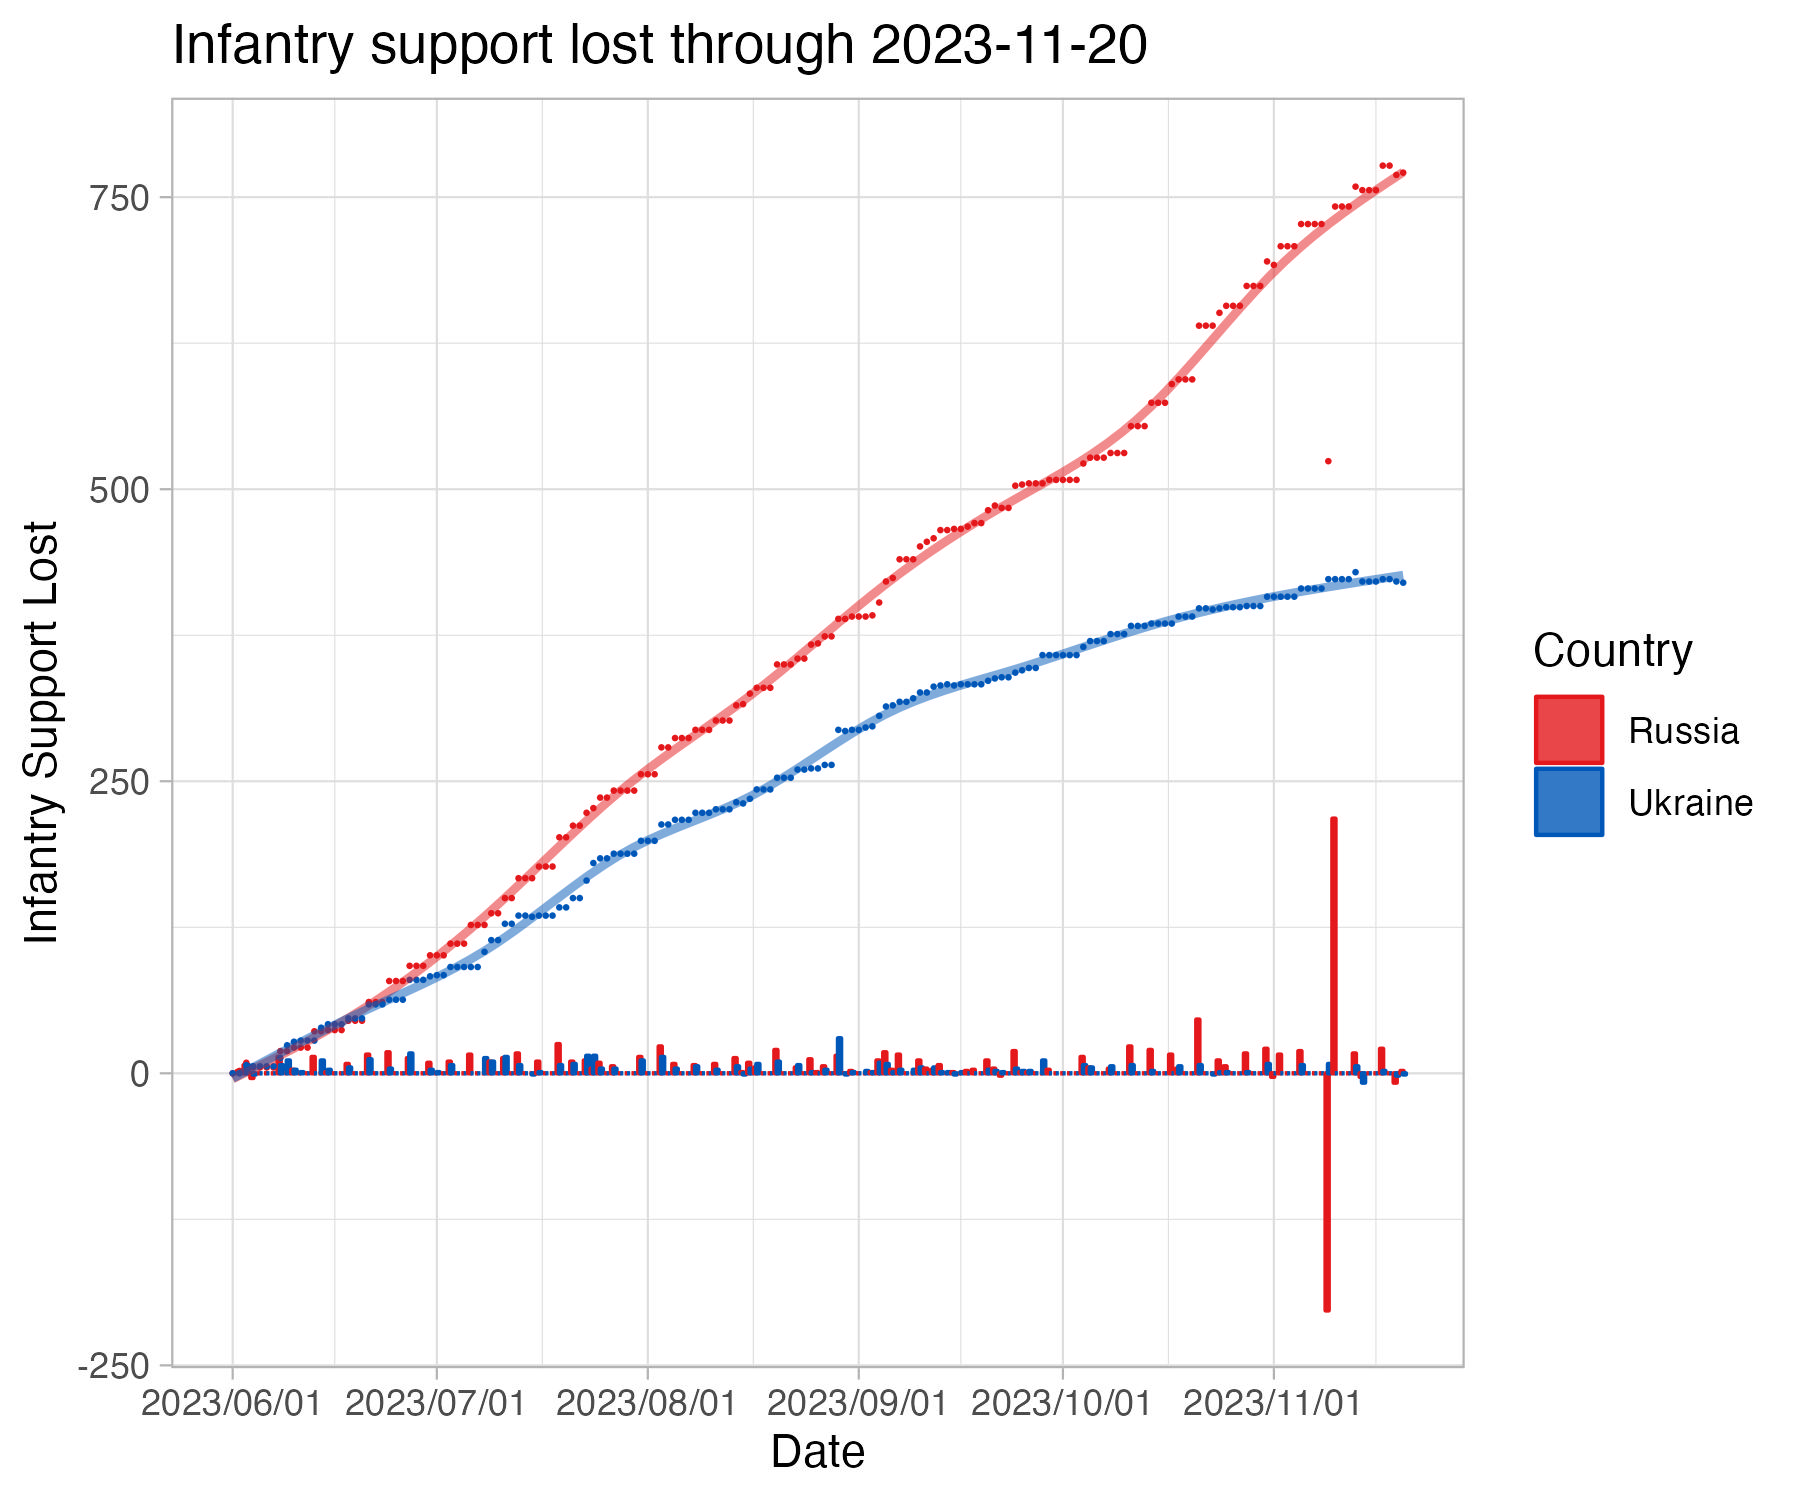 Infantry support lost through 2023-11-20
Infantry Support Lost
750
500
250
0
-250
2023/06/01 2023/07/01 2023/08/01 2023/09/01 2023/10/01 2023/11/01
Date
Country
Russia
Ukraine